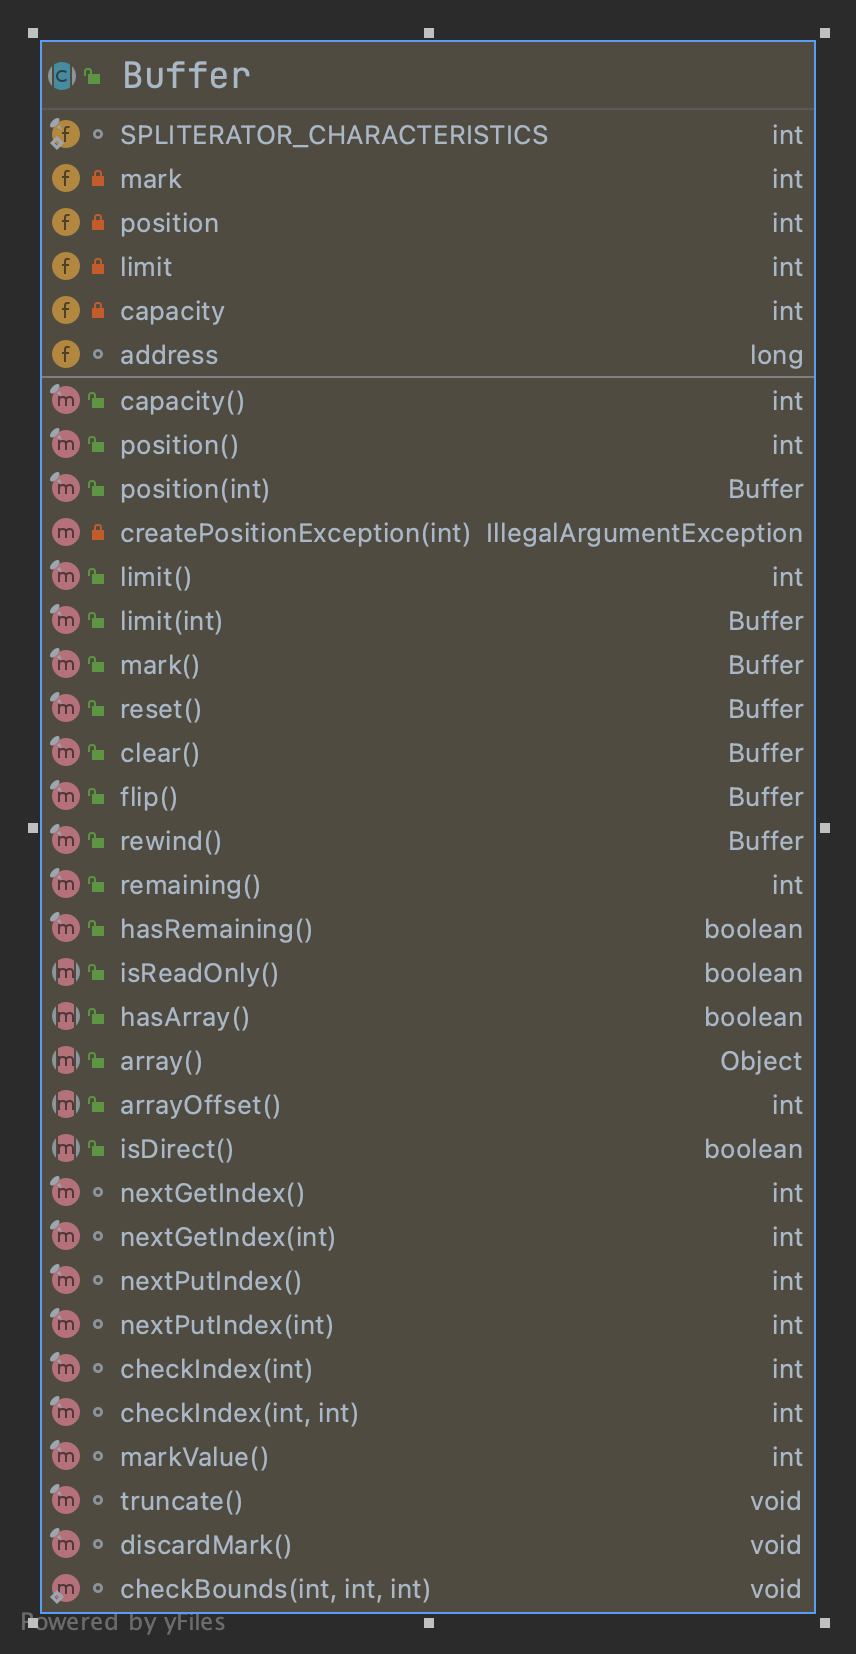 Buffer
SPLITERATOR_CHARACTERISTICS int
mark int
position int
limit int
capacity int
address long
capacity() int
position() int
position(int) Buffer
createPositionException(int) IllegalArgumentException
limit() int
limit(int) Buffer
mark() Buffer
reset() Buffer
clear() Buffer
flip() Buffer
rewind() Buffer
remaining() int
hasRemaining() boolean
isReadOnly() boolean
hasArray() boolean
array() Object
arrayOffset() int
isDirect() boolean
nextGetIndex() int
nextGetIndex(int) int
nextPutIndex() int
nextPutIndex(int) int
checkIndex(int) int
checkIndex(int, int) int
markValue() int
truncate() void
discardMark() void
checkBounds(int, int, int) void
Powered by yFiles